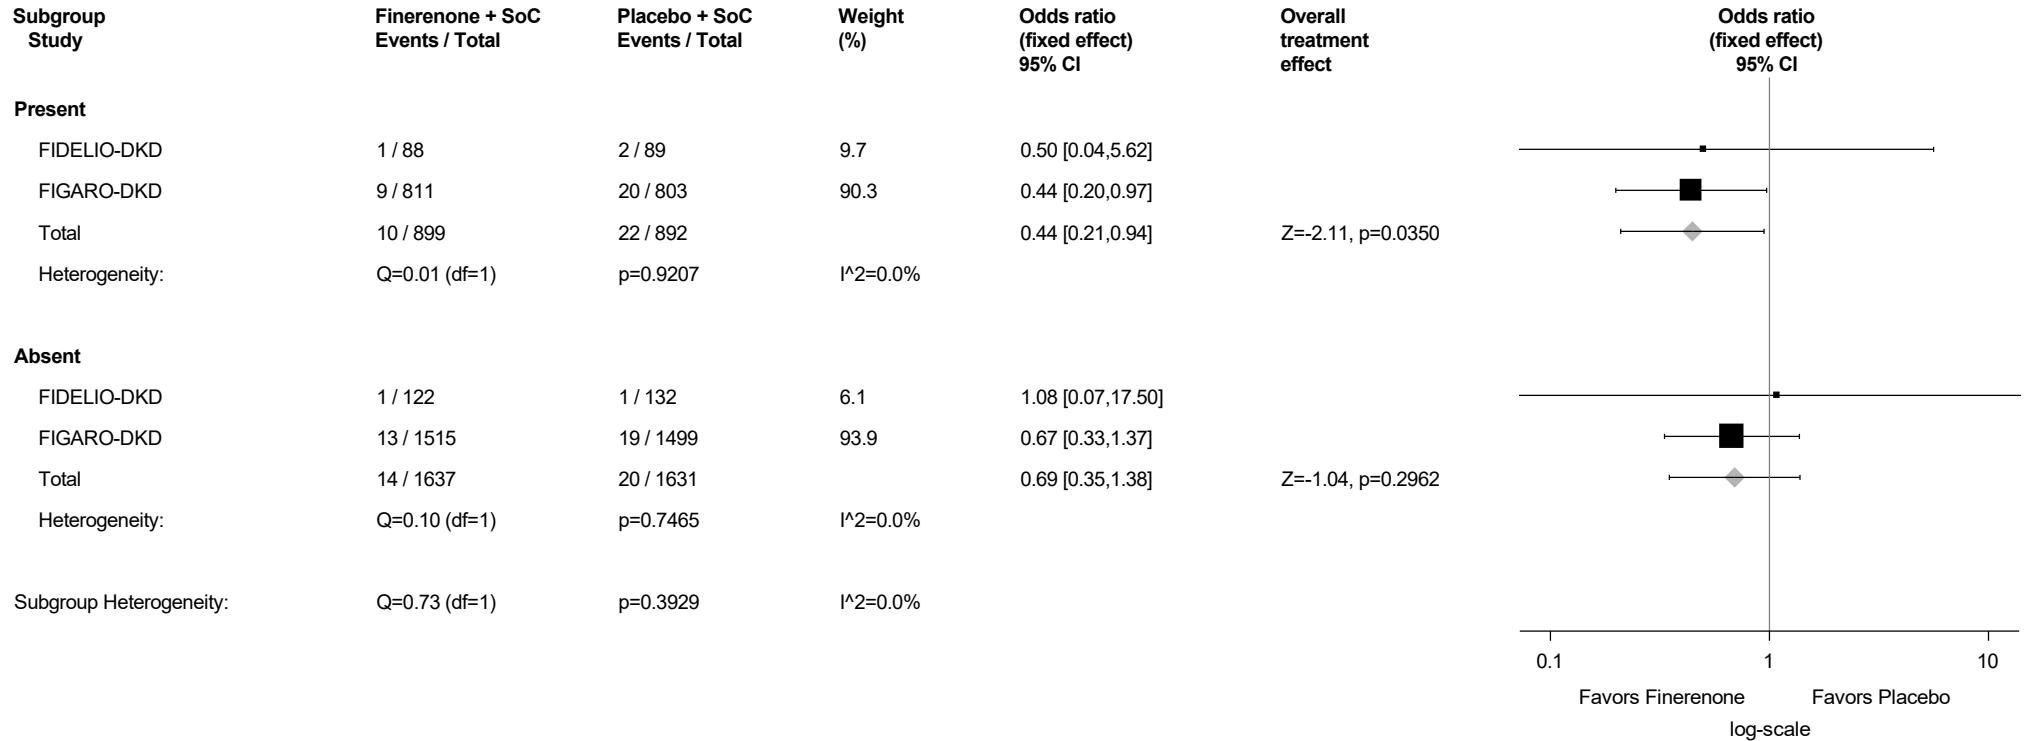 Subgroup Finerenone + SoC Placebo + SoC Weight Odds ratio Overall Odds ratio
Study Events / Total Events / Total (%) (fixed effect) treatment (fixed effect)
95% CI effect 95% CI
Present
FIDELIO-DKD 1 / 88 2 / 89 9.7 0.50 [0.04,5.62]
FIGARO-DKD 9 / 811 20 / 803 90.3 0.44 [0.20,0.97]
Total 10 / 899 22 / 892 0.44 [0.21,0.94] Z=-2.11, p=0.0350
Heterogeneity: Q=0.01 (df=1) p=0.9207 I^2=0.0%
Absent
FIDELIO-DKD 1 / 122 1 / 132 6.1 1.08 [0.07,17.50]
FIGARO-DKD 13 / 1515 19 / 1499 93.9 0.67 [0.33,1.37]
Total 14 / 1637 20 / 1631 0.69 [0.35,1.38] Z=-1.04, p=0.2962
Heterogeneity: Q=0.10 (df=1) p=0.7465 I^2=0.0%
Subgroup Heterogeneity: Q=0.73 (df=1) p=0.3929 I^2=0.0%
0.1 1 10
Favors Finerenone Favors Placebo
log-scale